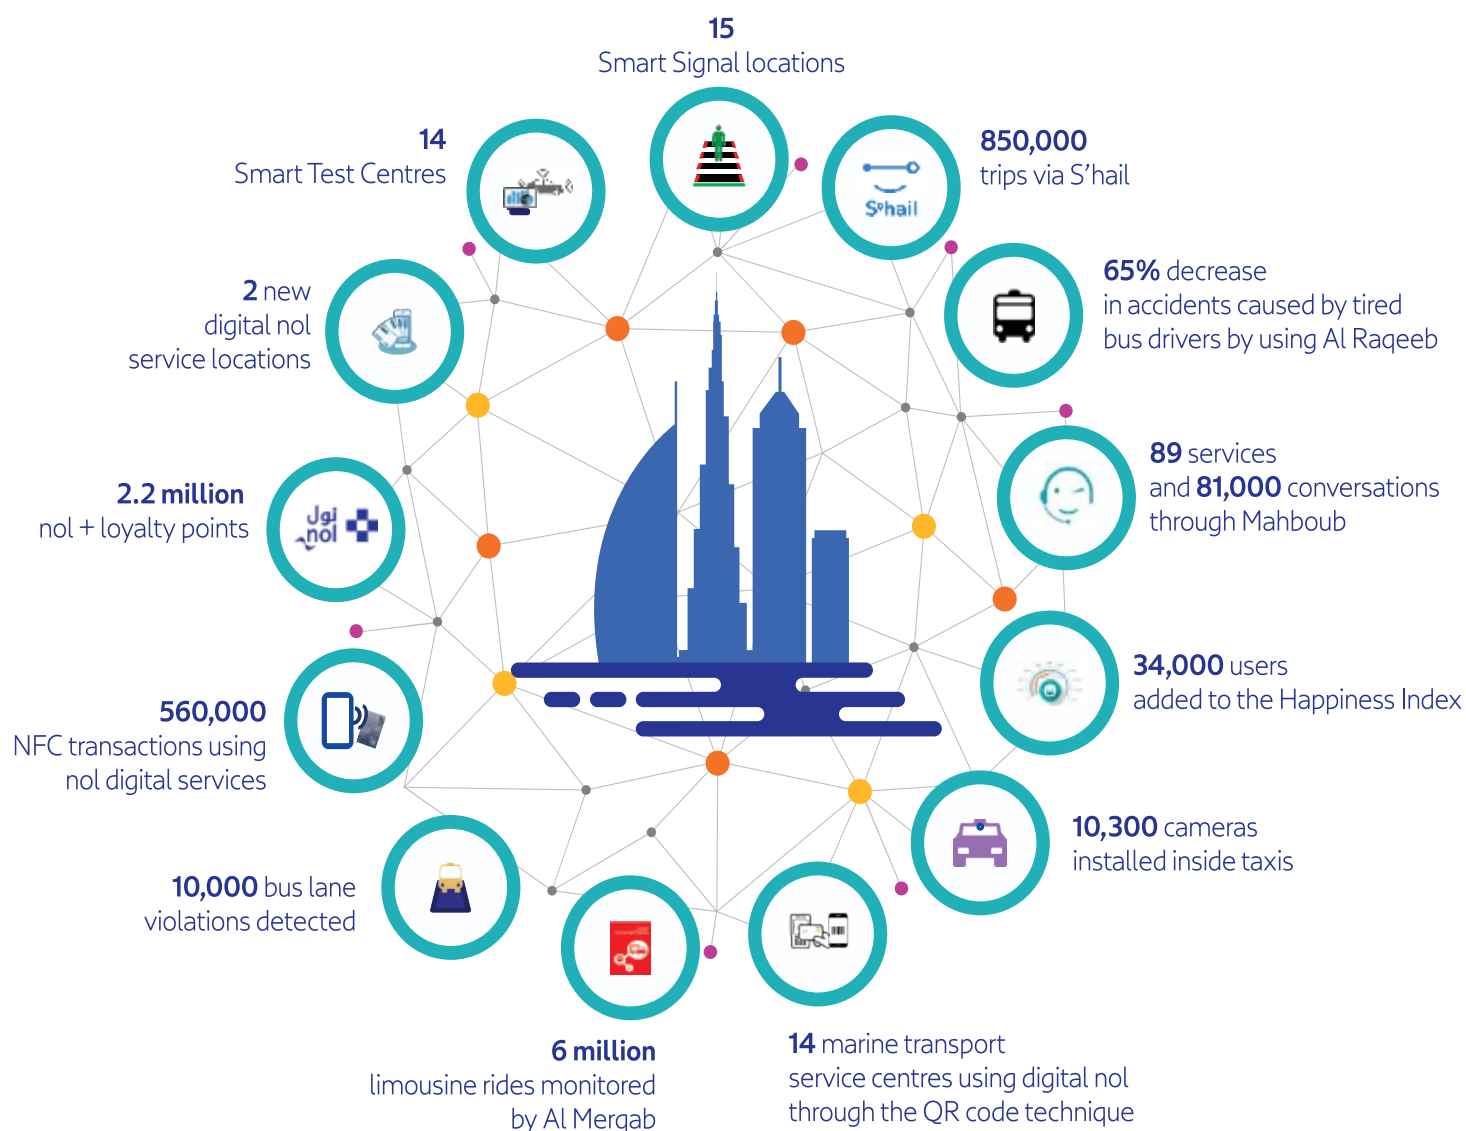 15
Smart Signal locations
850,000
trips via S’hail
S°hail
65% decrease
in accidents caused by tired
bus drivers by using Al Raqeeb
89 services
and 81,000 conversations
through Mahboub
34,000 users
added to the Happiness Index
10,300 cameras
installed inside taxis
14 marine transport
service centres using digital nol
through the QR code technique
6 million
limousine rides monitored
by Al Merqab
10,000 bus lane
violations detected
560,000
NFC transactions using
nol digital services
2.2 million
nol + loyalty points
نول
nol
2 new
digital nol
service locations
14
Smart Test Centres